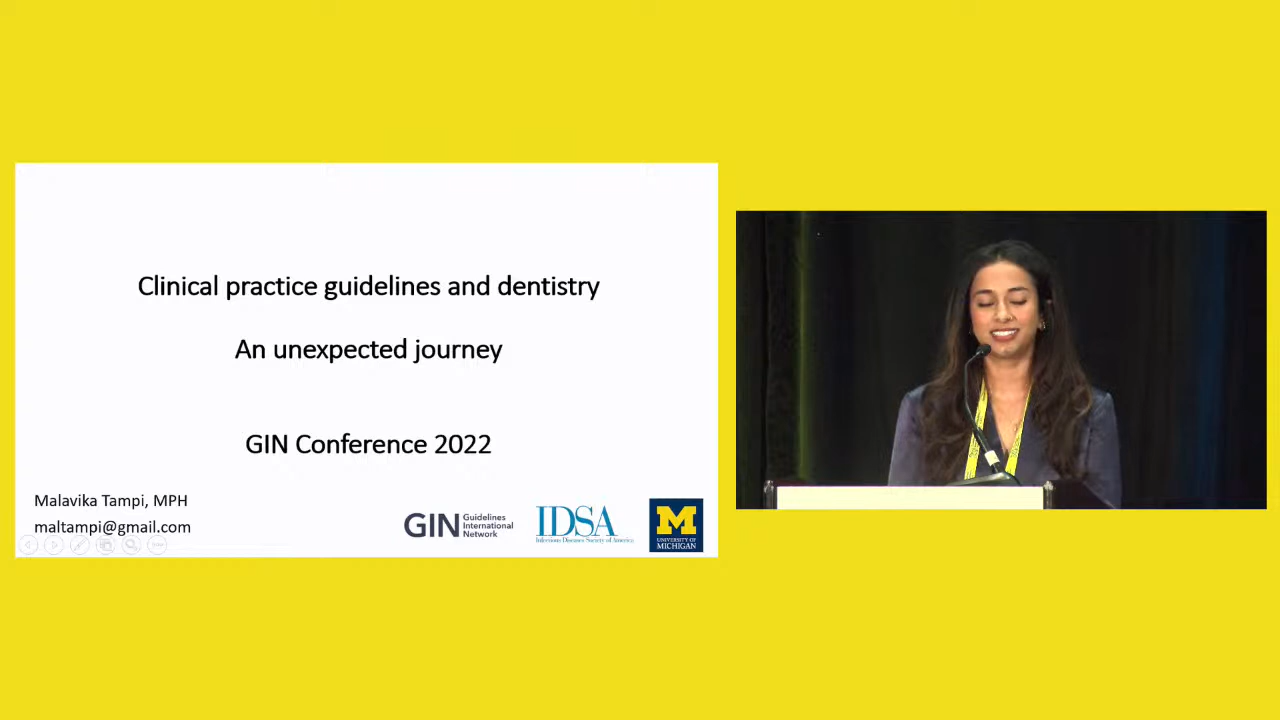 Clinical practice guidelines and dentistry
An unexpected journey
GIN Conference 2022
Malavika Tampi, MPH
maltampi@gmail.com
GIN Guidelines
International
Network
IDSA
Infectious Diseases Society of America
M
UNIVERSITY OF
MICHIGAN